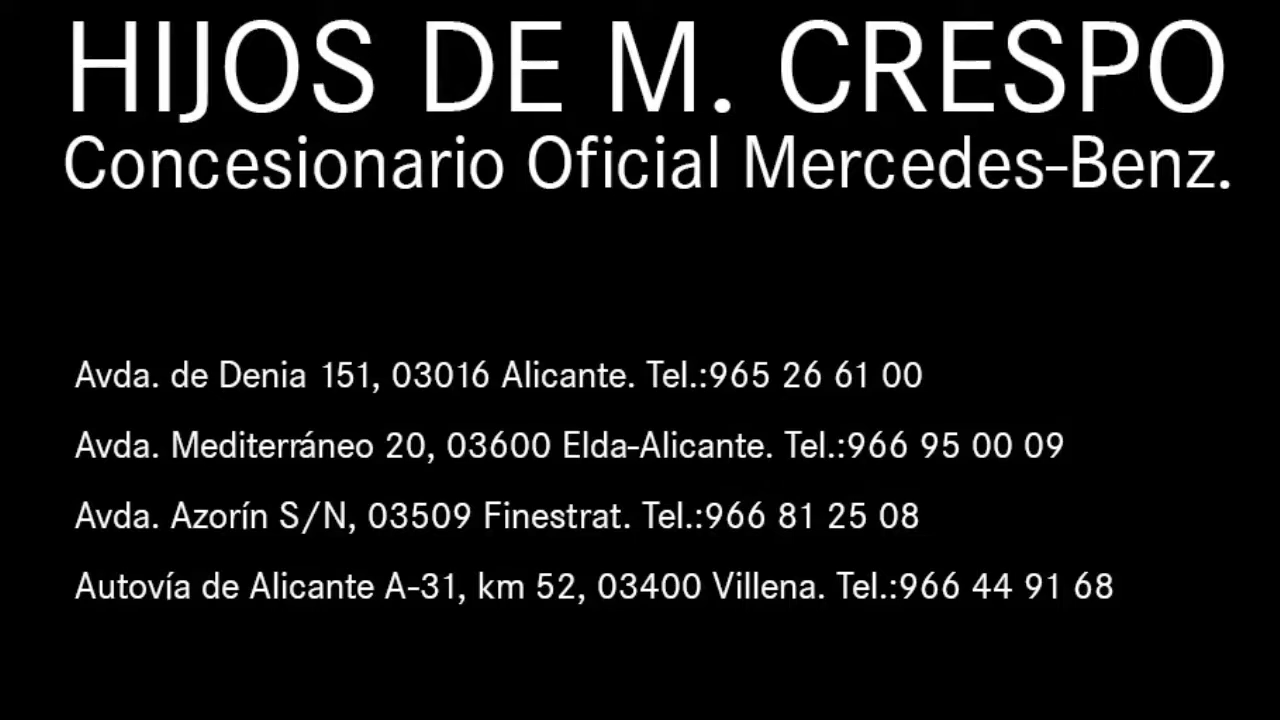 HIJOS DE M. CRESPO
Concesionario Oficial Mercedes-Benz.
Avda. de Denia 151, 03016 Alicante. Tel.:965 26 61 00
Avda. Mediterráneo 20, 03600 Elda-Alicante. Tel.:966 95 00 09
Avda. Azorín S/N, 03509 Finestrat. Tel.:966 81 25 08
Autovía de Alicante A-31, km 52, 03400 Villena. Tel.:966 44 91 68